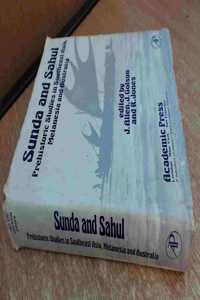 Sunda and Sahul
Prehistoric Studies in Southeast Asia,
Melanesia and Australia
edited by
J. Allen, J. Golson
and R. Jones
Academic Press
Sunda and Sahul
Prehistoric Studies in Southeast Asia, Melanesia and Australia